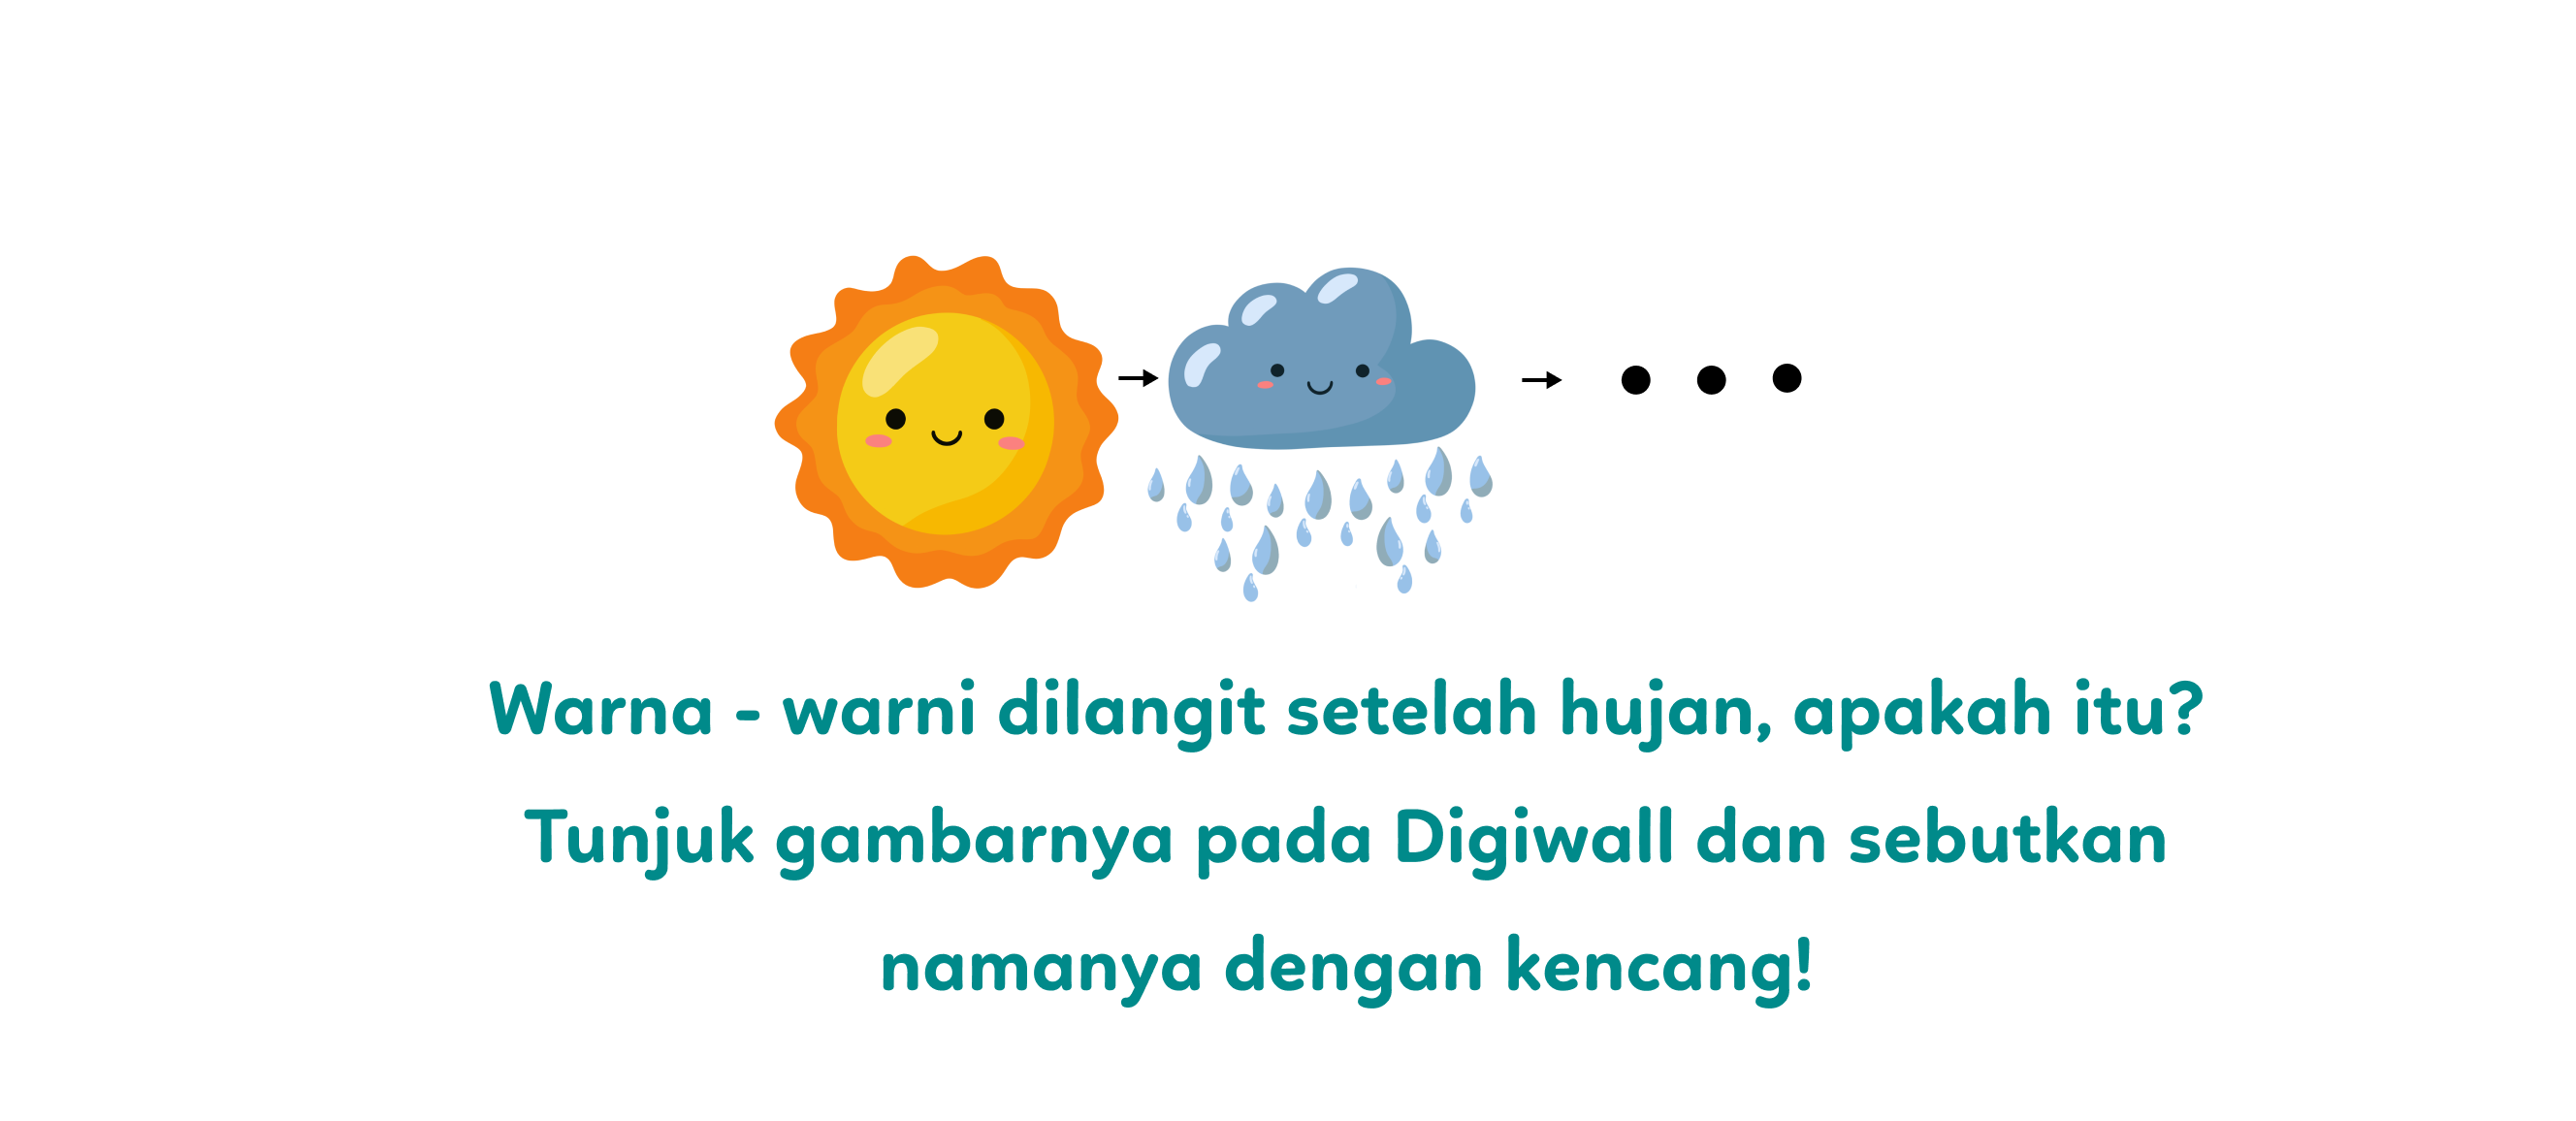 Warna - warni dilangit setelah hujan, apakah itu?
Tunjuk gambarnya pada Digiwall dan sebutkan
namanya dengan kencang!